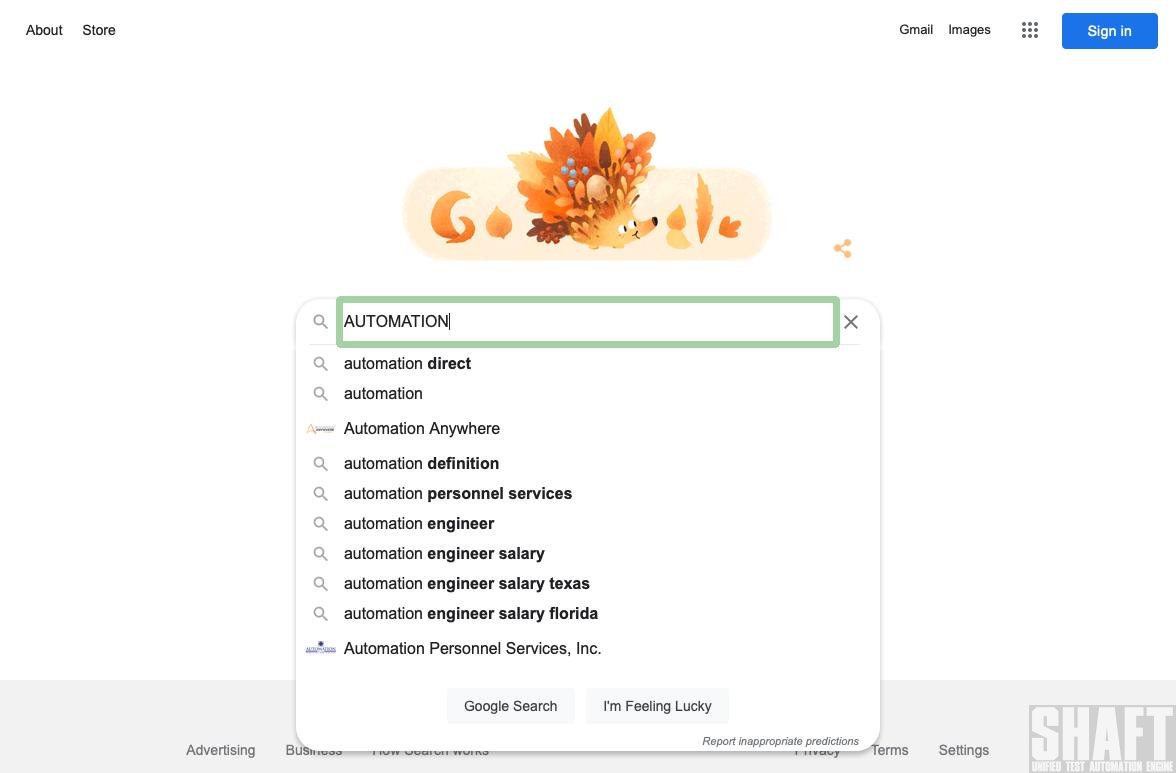 About Store
Gmail Images
Sign in
Google
AUTOMATION
automation direct
automation
Automation Anywhere
automation definition
automation personnel services
automation engineer
automation engineer salary
automation engineer salary texas
automation engineer salary florida
AUTOMATION
Automation Personnel Services, Inc.
Google Search
I'm Feeling Lucky
Report inappropriate predictions
Advertising Business How Search works Privacy Terms Settings
SHAFT
UNIFIED TEST AUTOMATION ENGINE